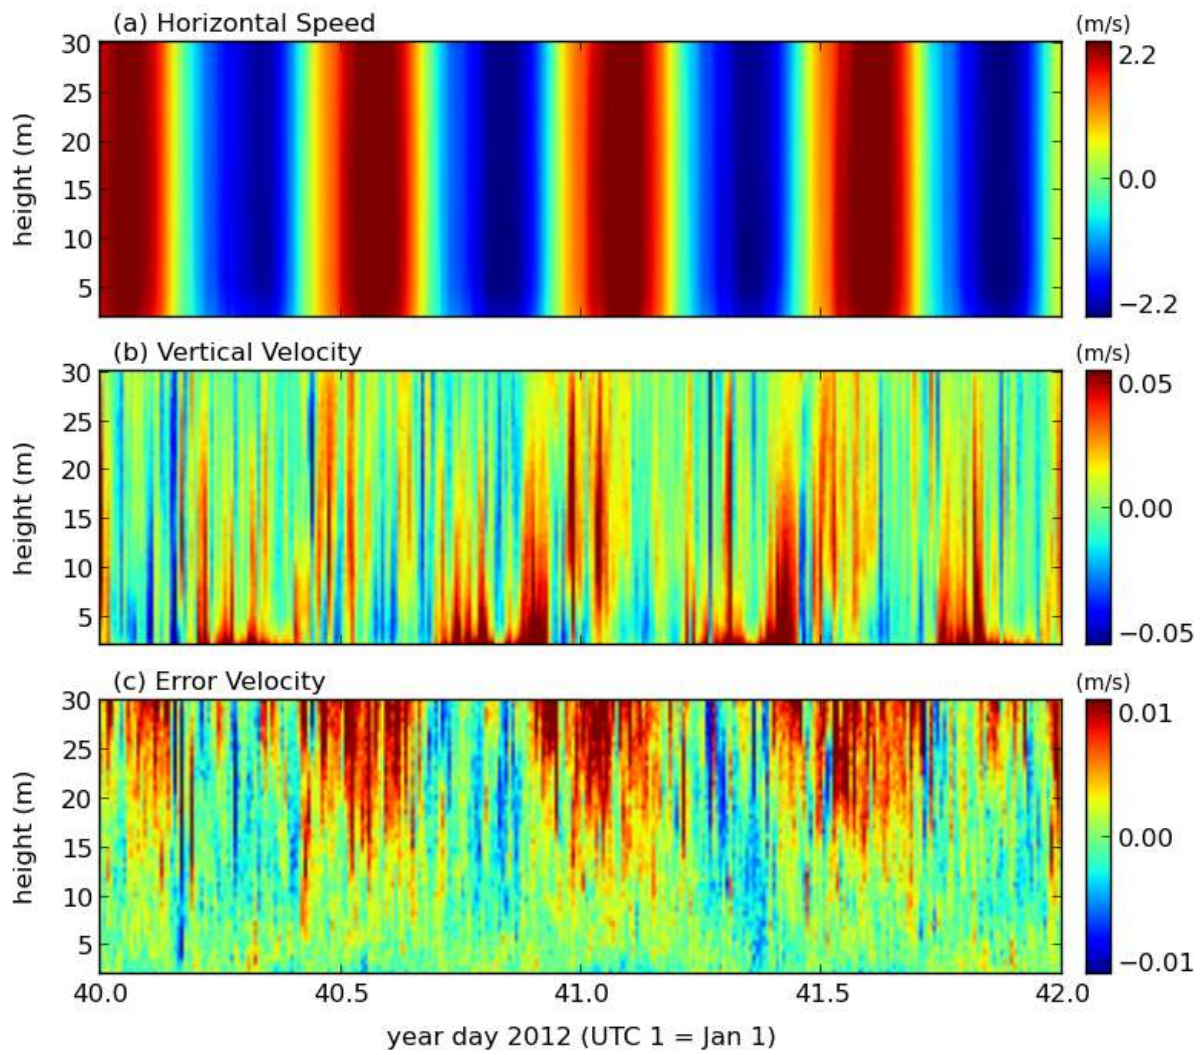 (a) Horizontal Speed
(m/s)
30
25
20
15
10
5
height (m)
2.2
0.0
−2.2
(b) Vertical Velocity
(m/s)
30
25
20
15
10
5
height (m)
0.05
0.00
−0.05
(c) Error Velocity
(m/s)
30
25
20
15
10
5
height (m)
0.01
0.00
−0.01
40.0 40.5 41.0 41.5 42.0
year day 2012 (UTC 1 = Jan 1)